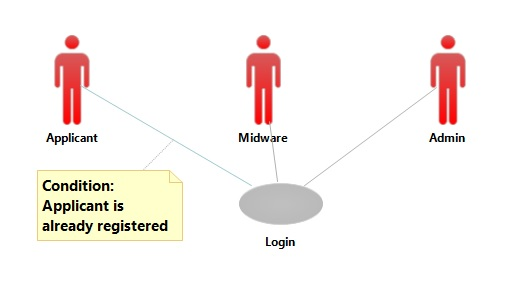 Applicant
Midware
Admin
Condition:
Applicant is
already registered
Login